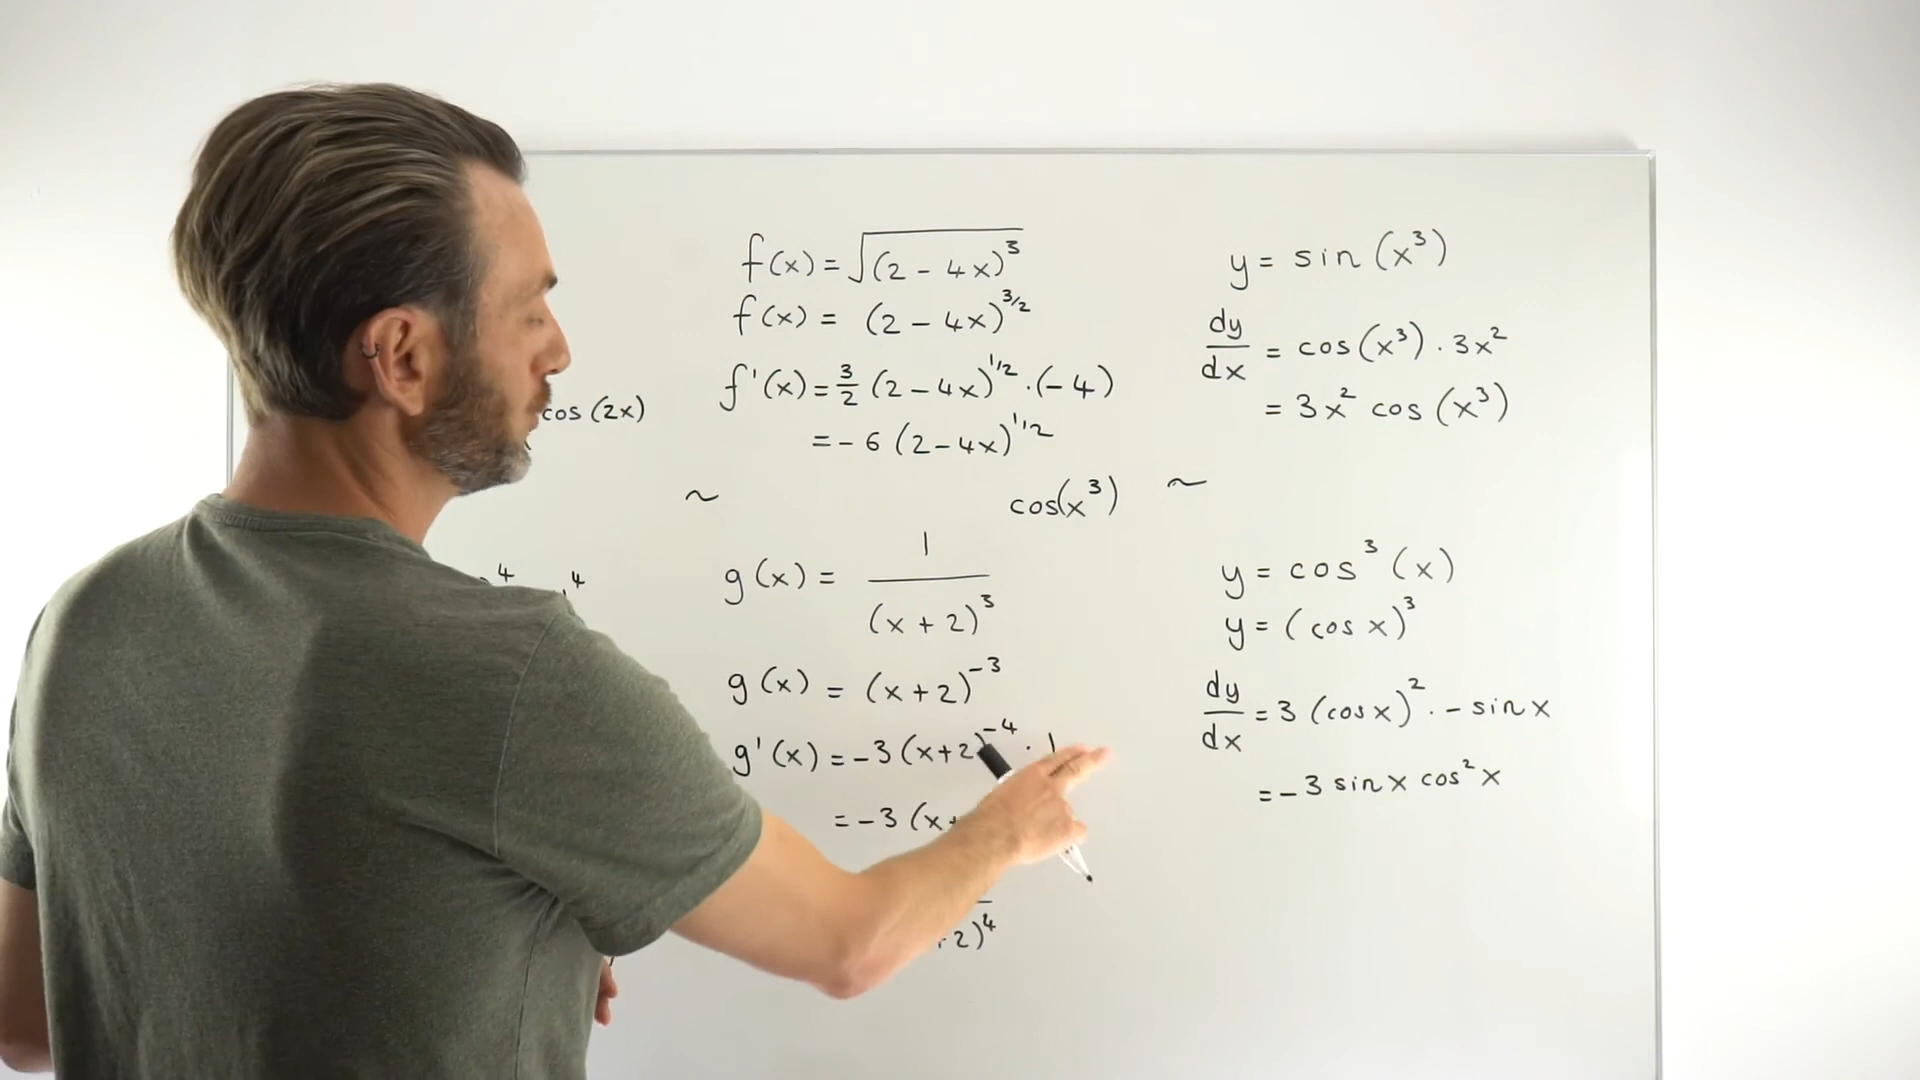 cos (2x)
4 4
f(x) = √(2 - 4x)³
f(x) = (2 - 4x)^3/2
f'(x) = 3/2 (2 - 4x)^1/2 · (-4)
= - 6 (2 - 4x)^1/2
~
cos(x³)
g(x) = 1/(x + 2)³
g(x) = (x + 2)⁻³
g'(x) = -3 (x+2)⁻⁴ · 1
= -3 (x+
2)⁴
y = sin (x³)
dy/dx = cos(x³) · 3x²
= 3x² cos (x³)
~
y = cos³ (x)
y = (cos x)³
dy/dx = 3 (cos x)² · - sin x
= - 3 sin x cos² x